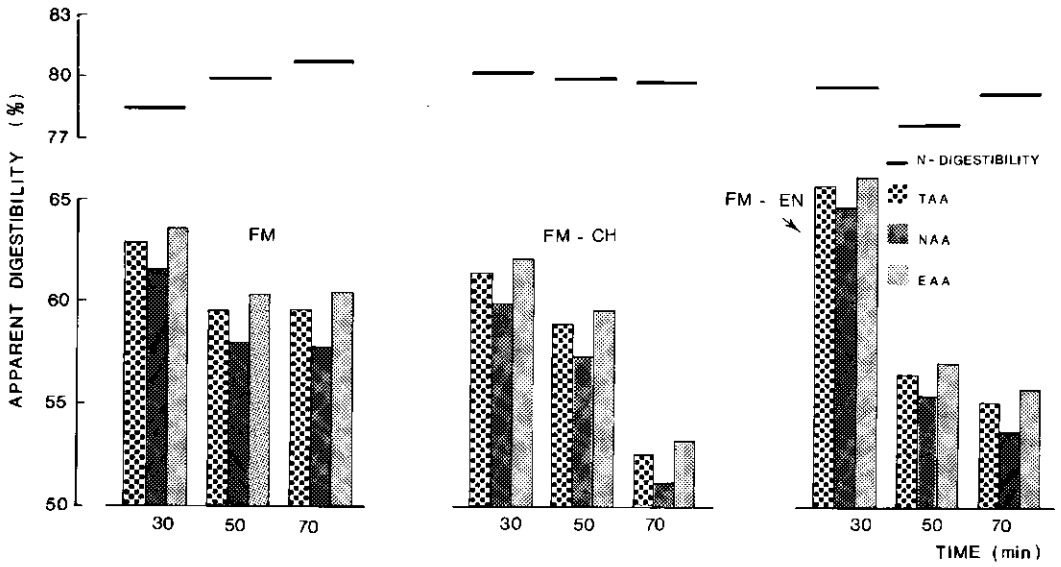 APPARENT DIGESTIBILITY (%)
83
80
77
65
60
55
50
FM
FM - CH
FM - EN
N - DIGESTIBILITY
TAA
NAA
EAA
30 50 70
30 50 70
30 50 70
TIME (min)